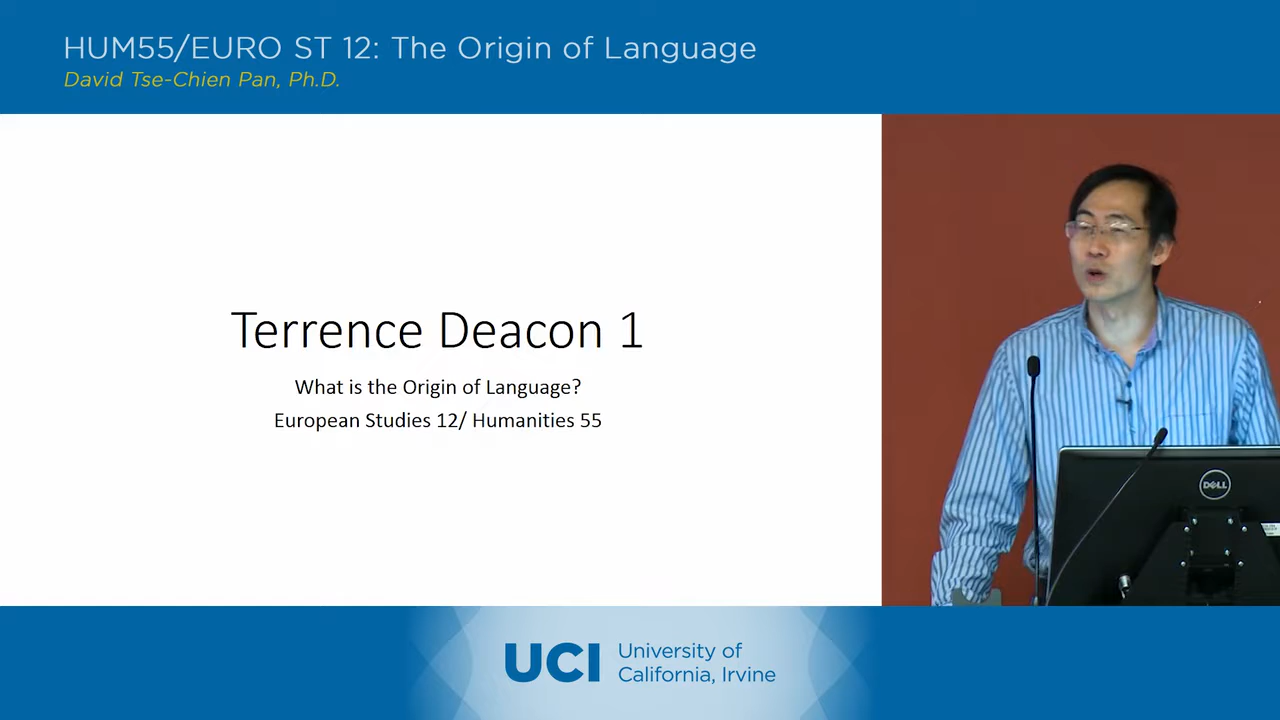 HUM55/EURO ST 12: The Origin of Language
David Tse-Chien Pan, Ph.D.
Terrence Deacon 1
What is the Origin of Language?
European Studies 12/ Humanities 55
DELL
UCI University of
California, Irvine